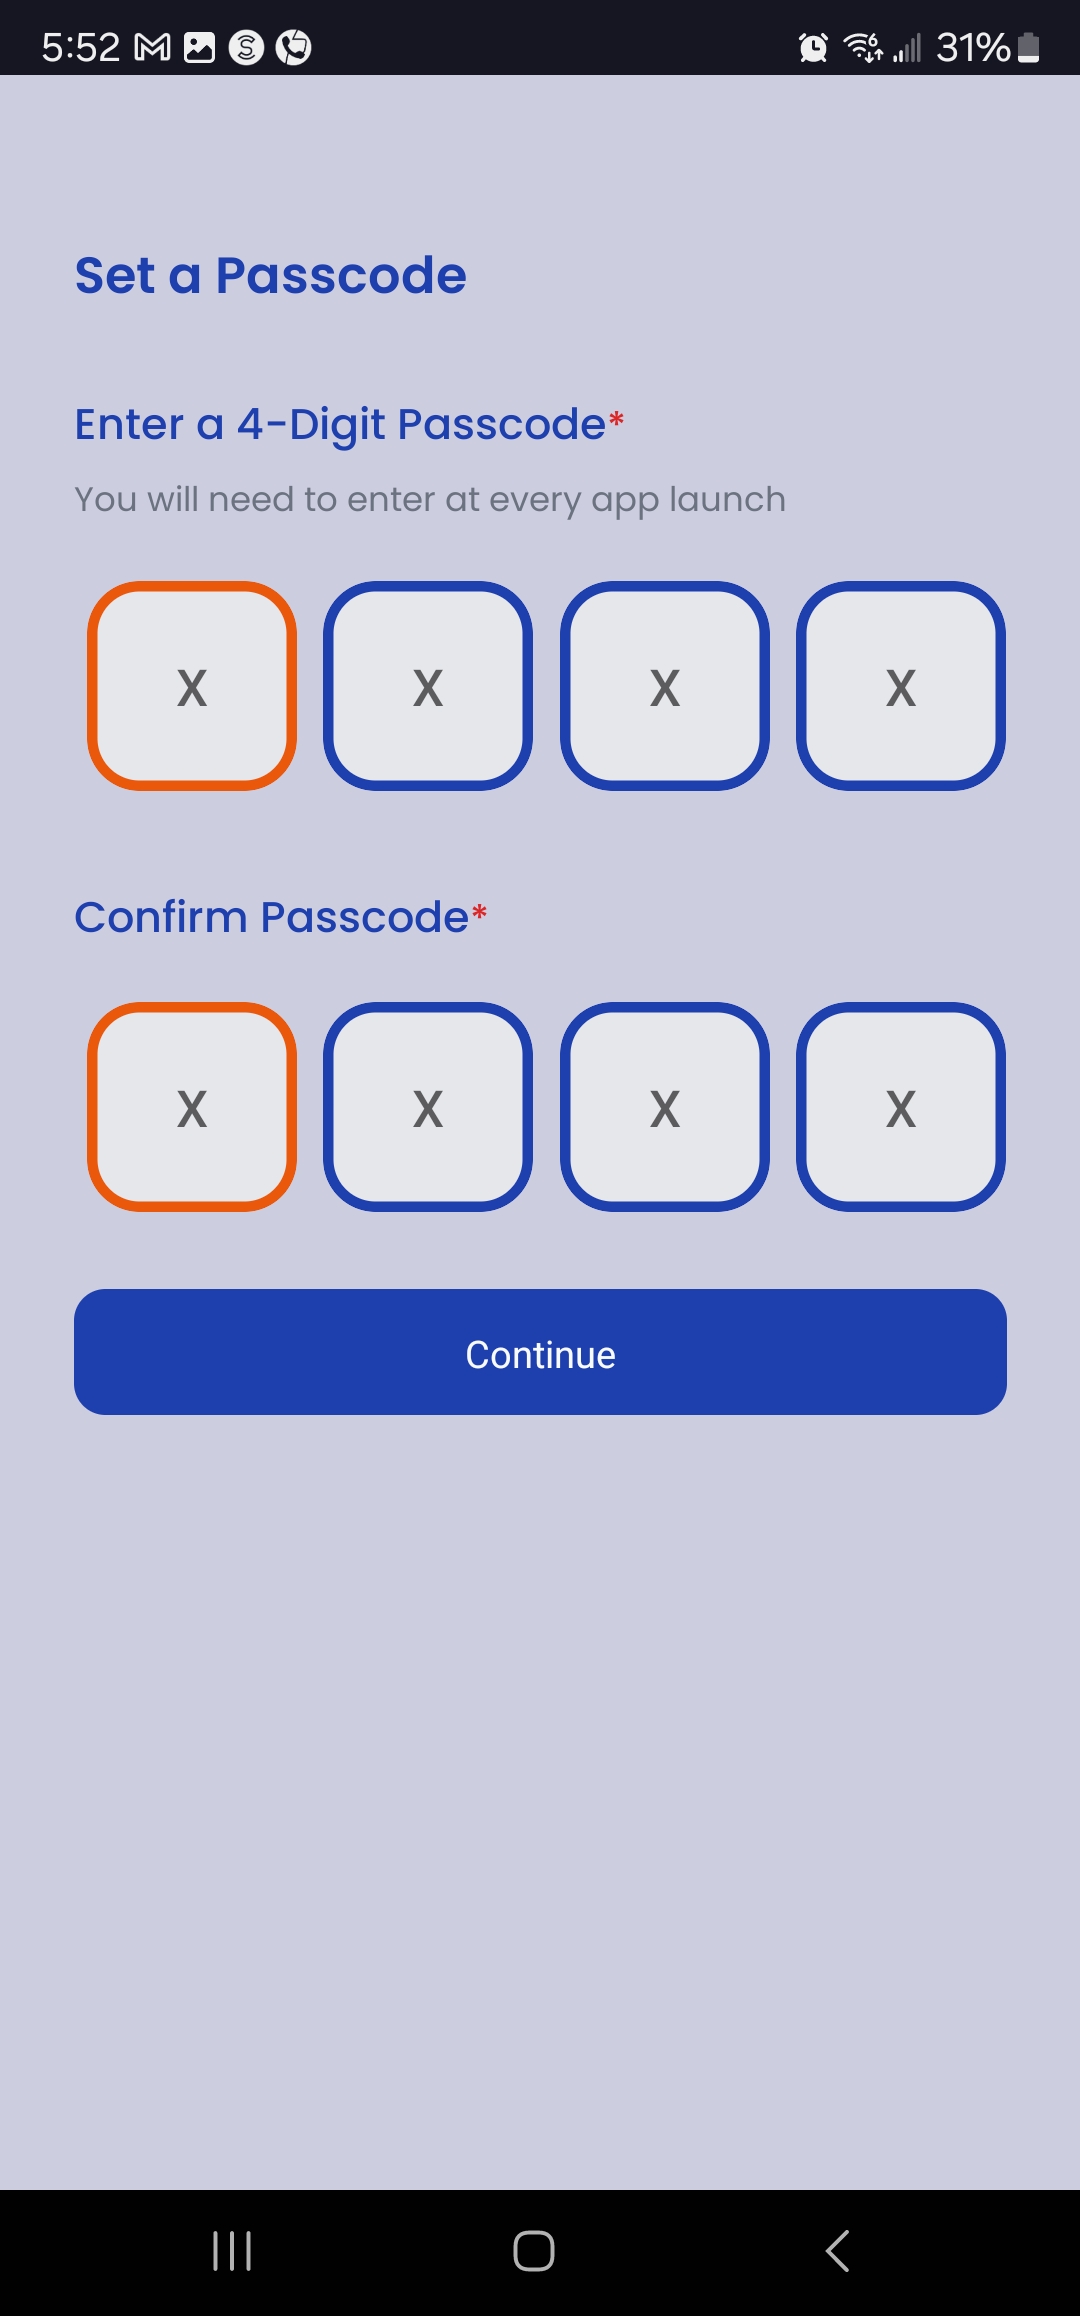 5:52 31%
Set a Passcode
Enter a 4-Digit Passcode*
You will need to enter at every app launch
X X X X
Confirm Passcode*
X X X X
Continue